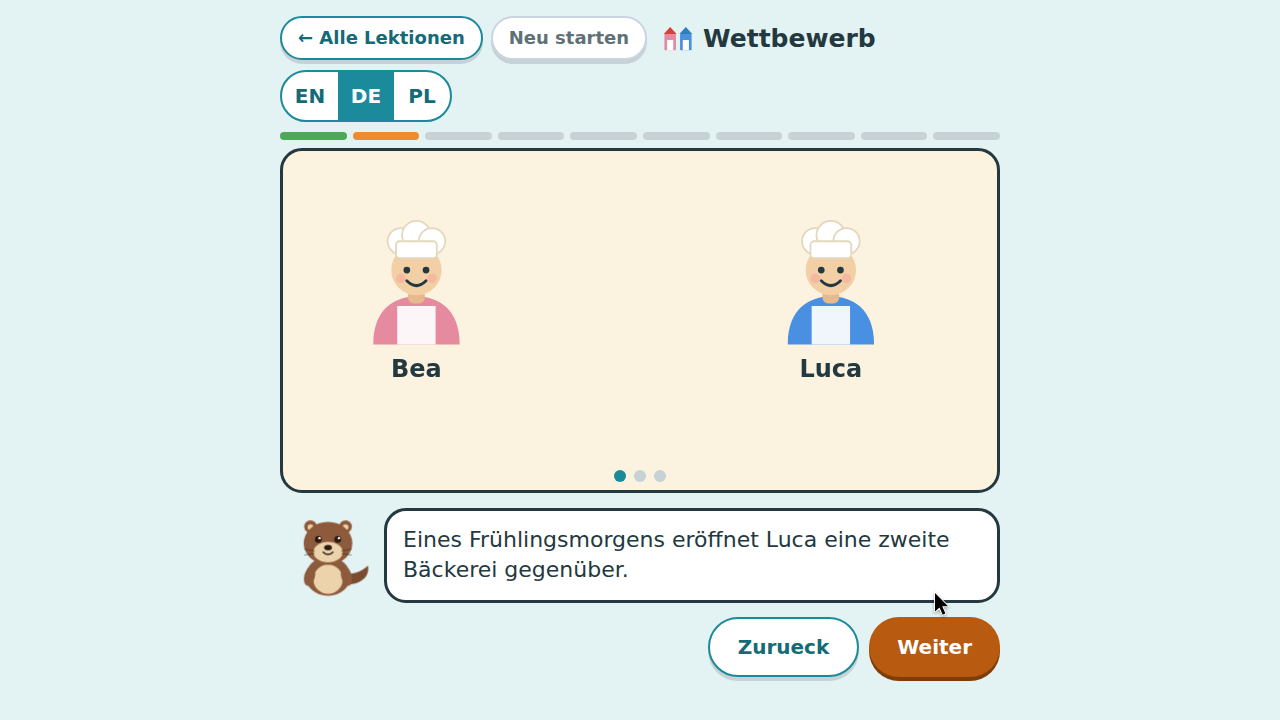 ← Alle Lektionen
Neu starten
Wettbewerb
EN DE PL
Bea
Luca
Eines Frühlingsmorgens eröffnet Luca eine zweite
Bäckerei gegenüber.
Zurueck
Weiter